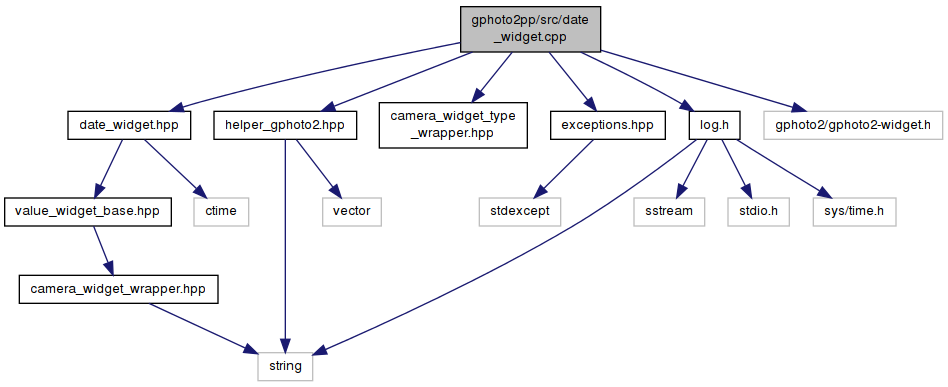 gphoto2pp/src/date
_widget.cpp
date_widget.hpp
helper_gphoto2.hpp
camera_widget_type
_wrapper.hpp
exceptions.hpp
log.h
gphoto2/gphoto2-widget.h
value_widget_base.hpp
ctime
vector
stdexcept
sstream
stdio.h
sys/time.h
camera_widget_wrapper.hpp
string